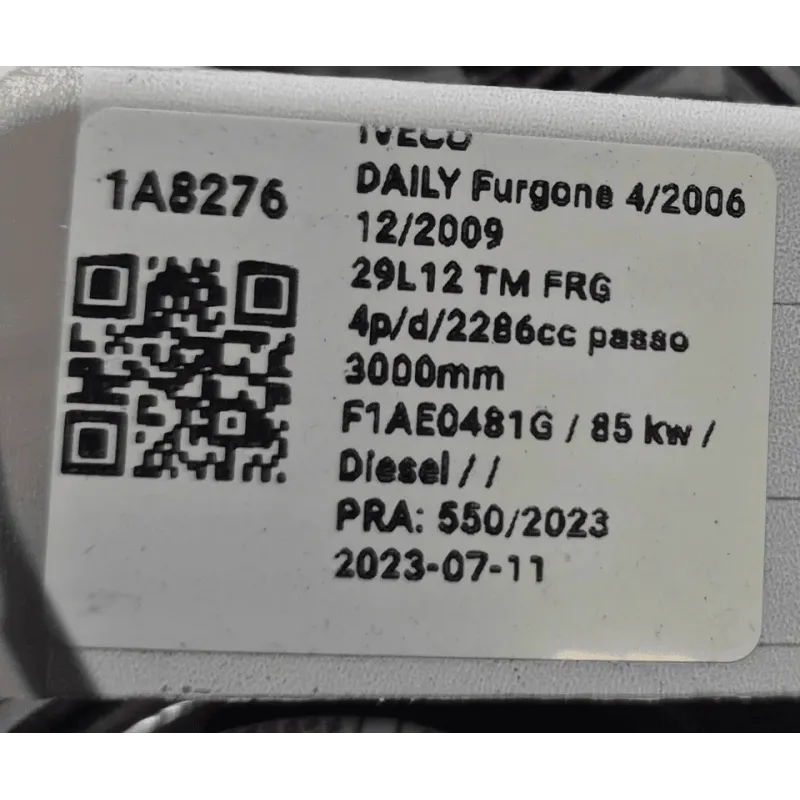 1A8276
IVECO
DAILY Furgone 4/2006
12/2009
29L12 TM FRG
4p/d/2286cc passo
3000mm
F1AE0481G / 85 kw /
Diesel / /
PRA: 550/2023
2023-07-11